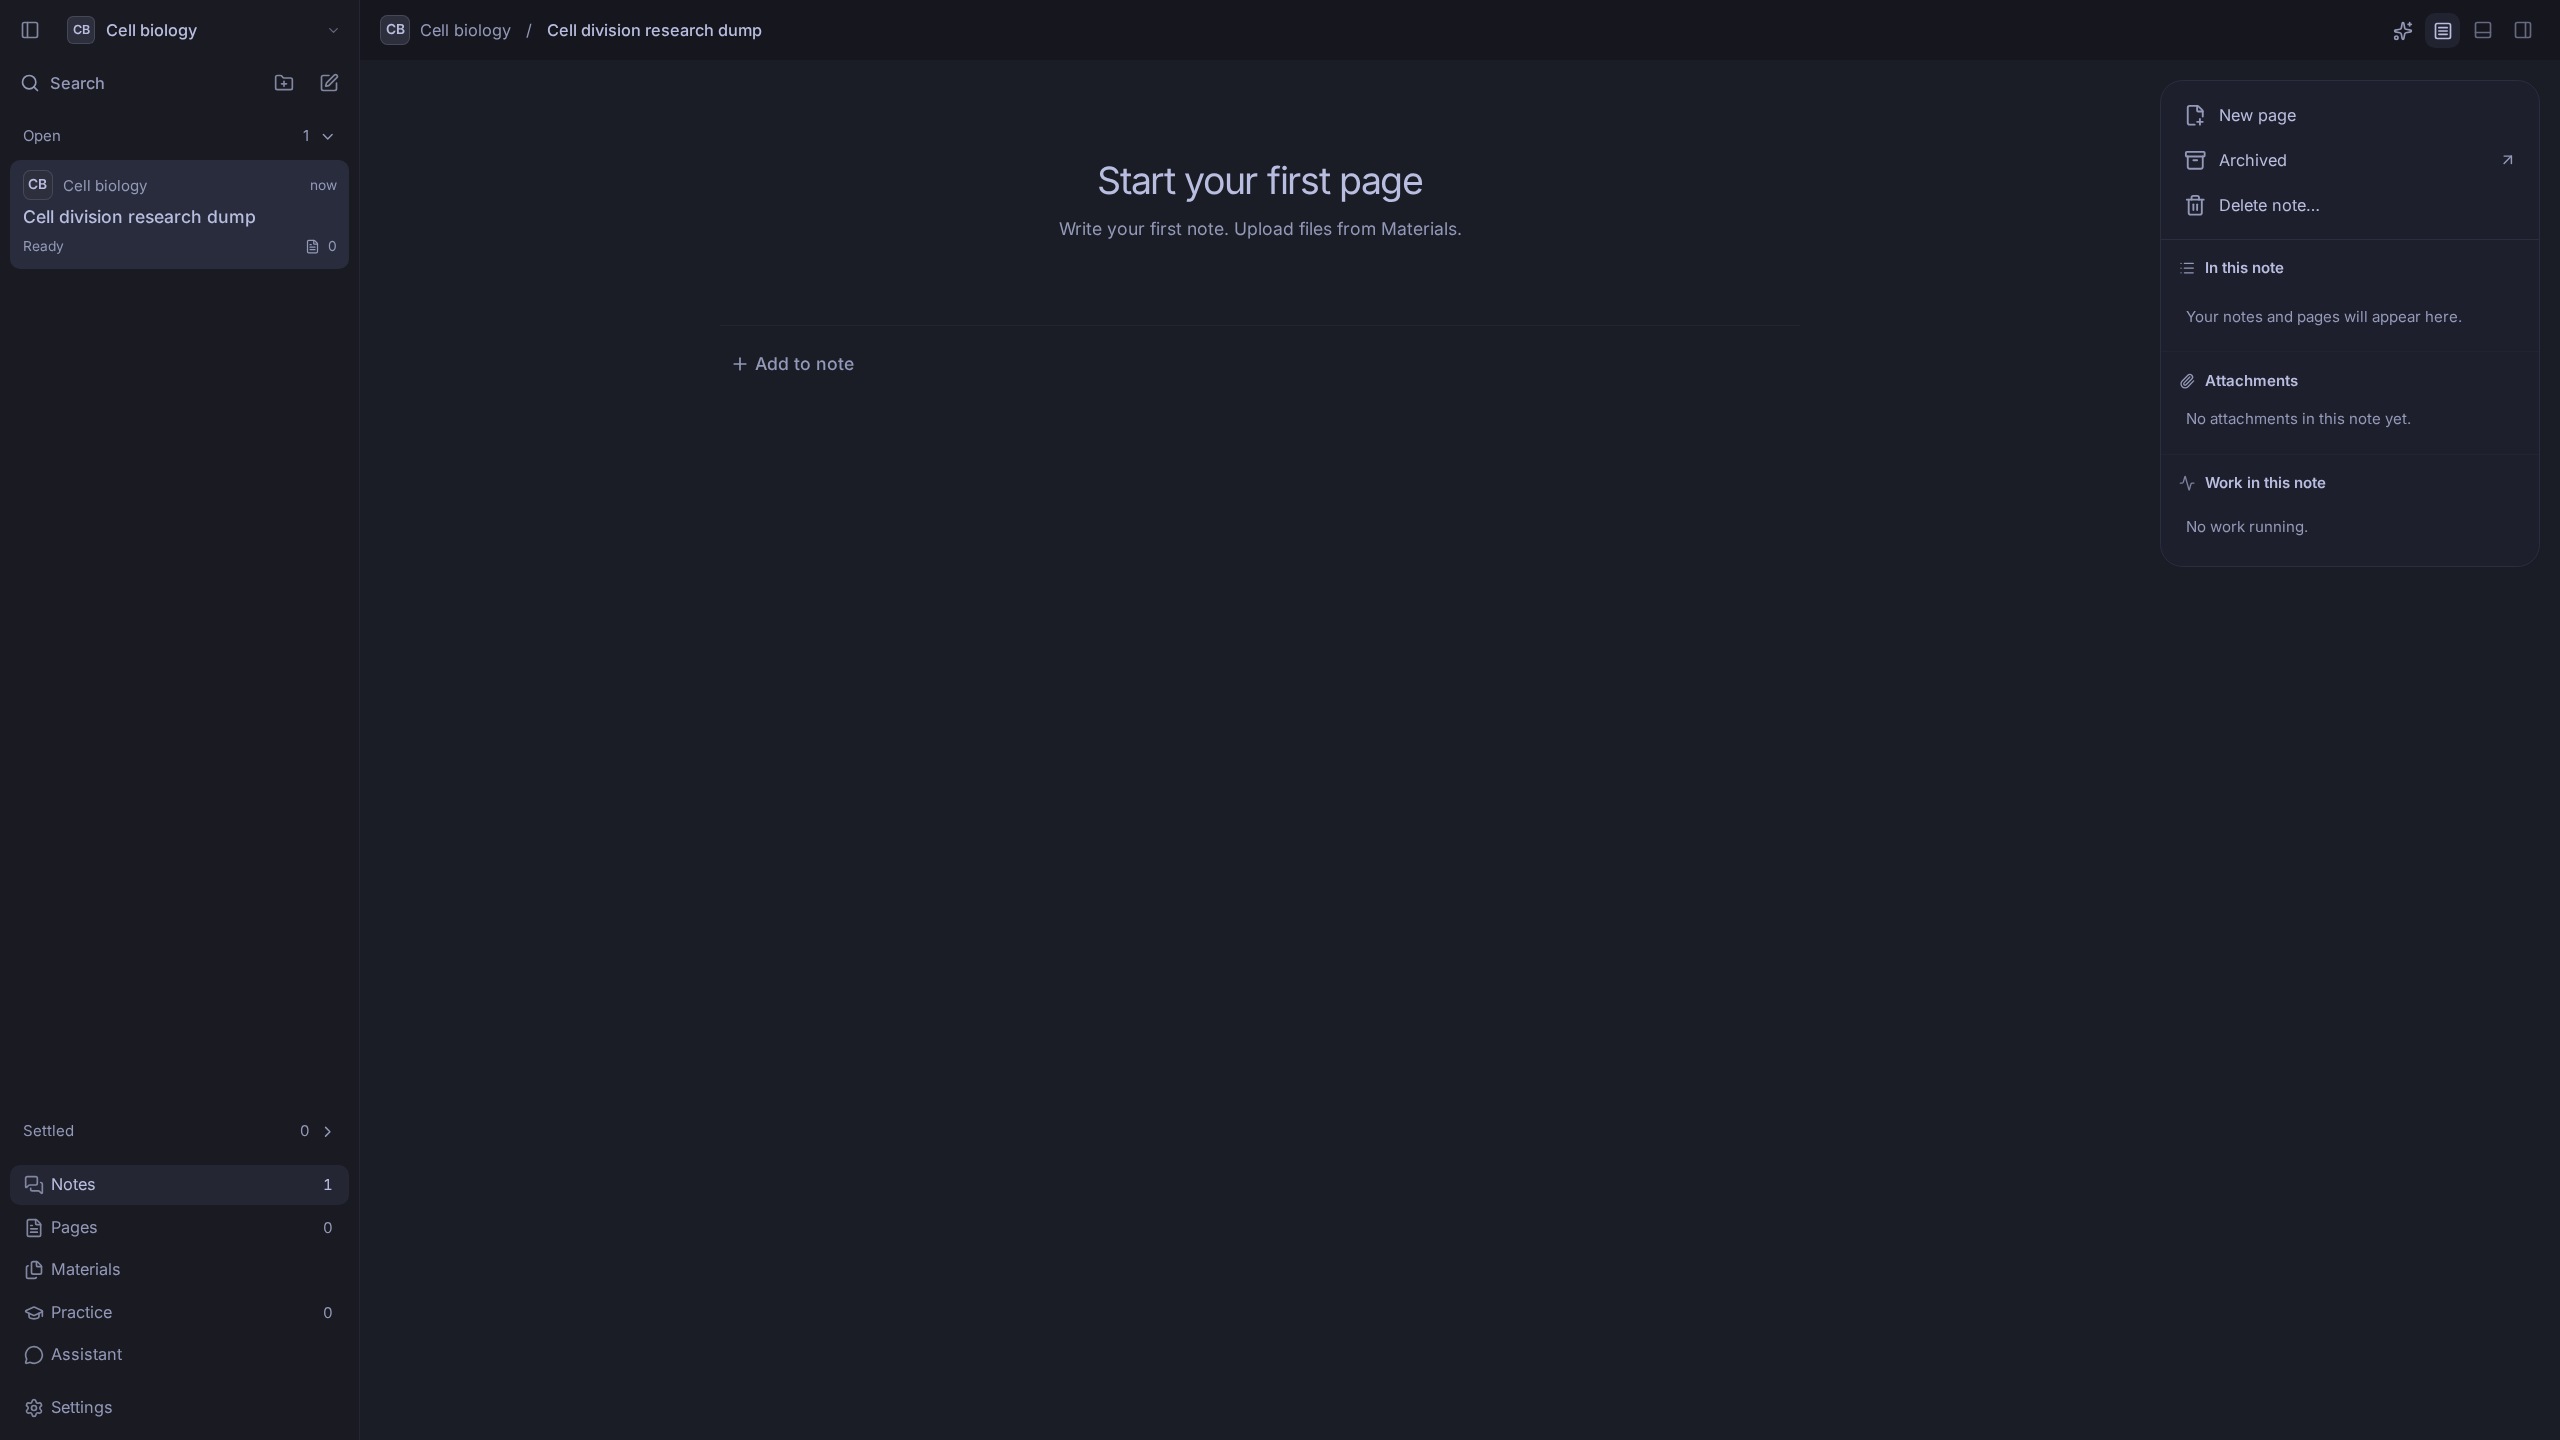 CB Cell biology
Search
Open 1
CB Cell biology now
Cell division research dump
Ready 0
Settled 0
Notes 1
Pages 0
Materials
Practice 0
Assistant
Settings
CB Cell biology / Cell division research dump
Start your first page
Write your first note. Upload files from Materials.
Add to note
New page
Archived
Delete note...
In this note
Your notes and pages will appear here.
Attachments
No attachments in this note yet.
Work in this note
No work running.